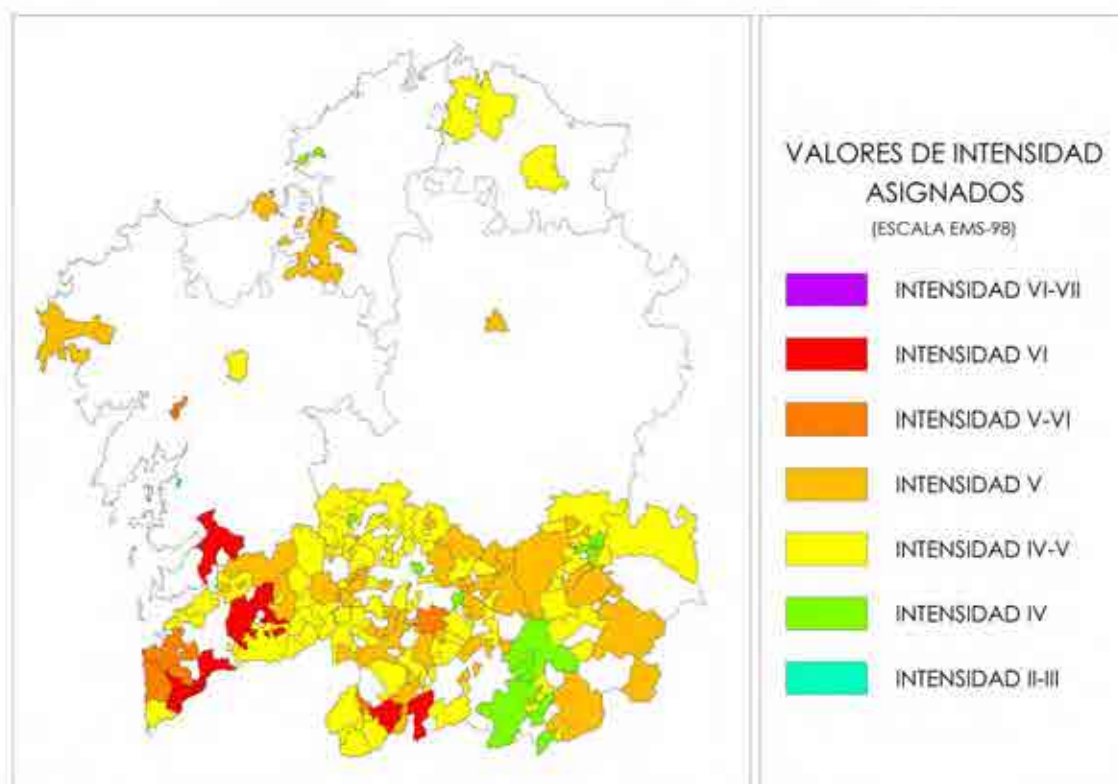 VALORES DE INTENSIDAD
ASIGNADOS
(ESCALA EMS-98)
INTENSIDAD VI-VII
INTENSIDAD VI
INTENSIDAD V-VI
INTENSIDAD V
INTENSIDAD IV-V
INTENSIDAD IV
INTENSIDAD II-III